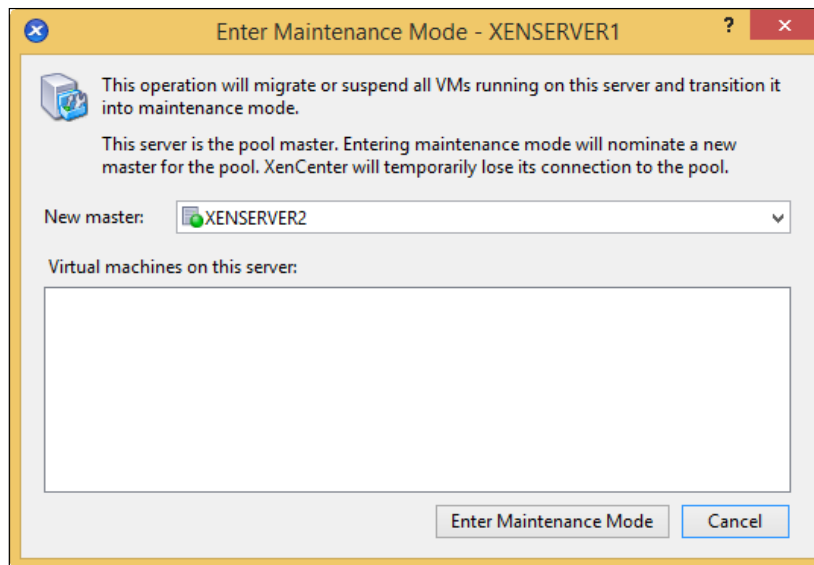 Enter Maintenance Mode - XENSERVER1
?
This operation will migrate or suspend all VMs running on this server and transition it
into maintenance mode.
This server is the pool master. Entering maintenance mode will nominate a new
master for the pool. XenCenter will temporarily lose its connection to the pool.
New master:
XENSERVER2
Virtual machines on this server:
Enter Maintenance Mode
Cancel